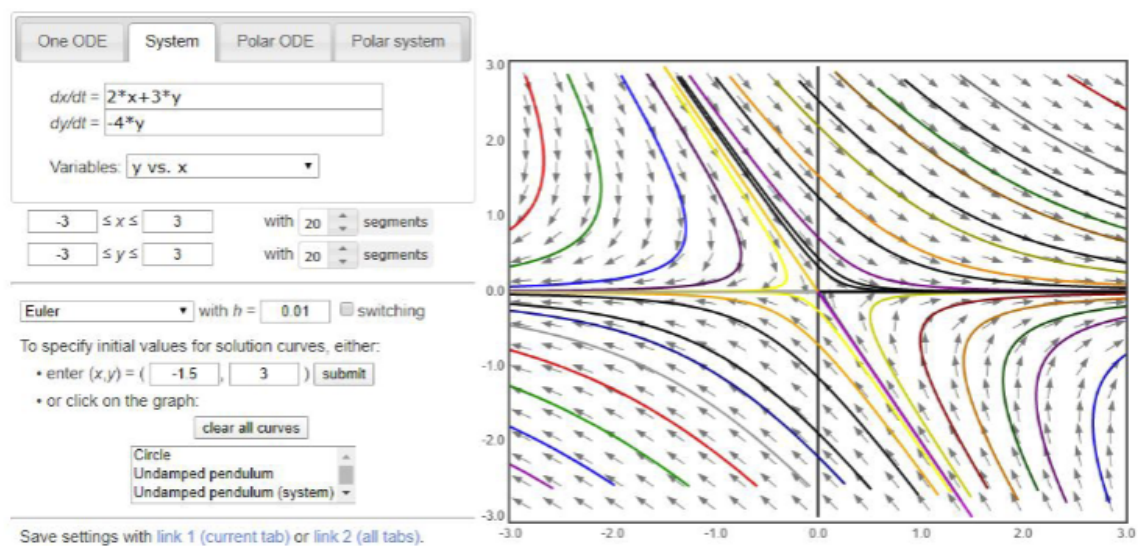 One ODE System Polar ODE Polar system
dx/dt = 2*x+3*y
dy/dt = -4*y
Variables: y vs. x
-3 ≤ x ≤ 3 with 20 segments
-3 ≤ y ≤ 3 with 20 segments
Euler with h = 0.01 switching
To specify initial values for solution curves, either:
• enter (x,y) = ( -1.5 , 3 ) submit
• or click on the graph:
clear all curves
Circle
Undamped pendulum
Undamped pendulum (system)
Save settings with link 1 (current tab) or link 2 (all tabs).
3.0
2.0
1.0
0.0
-1.0
-2.0
-3.0
-3.0 -2.0 -1.0 0.0 1.0 2.0 3.0